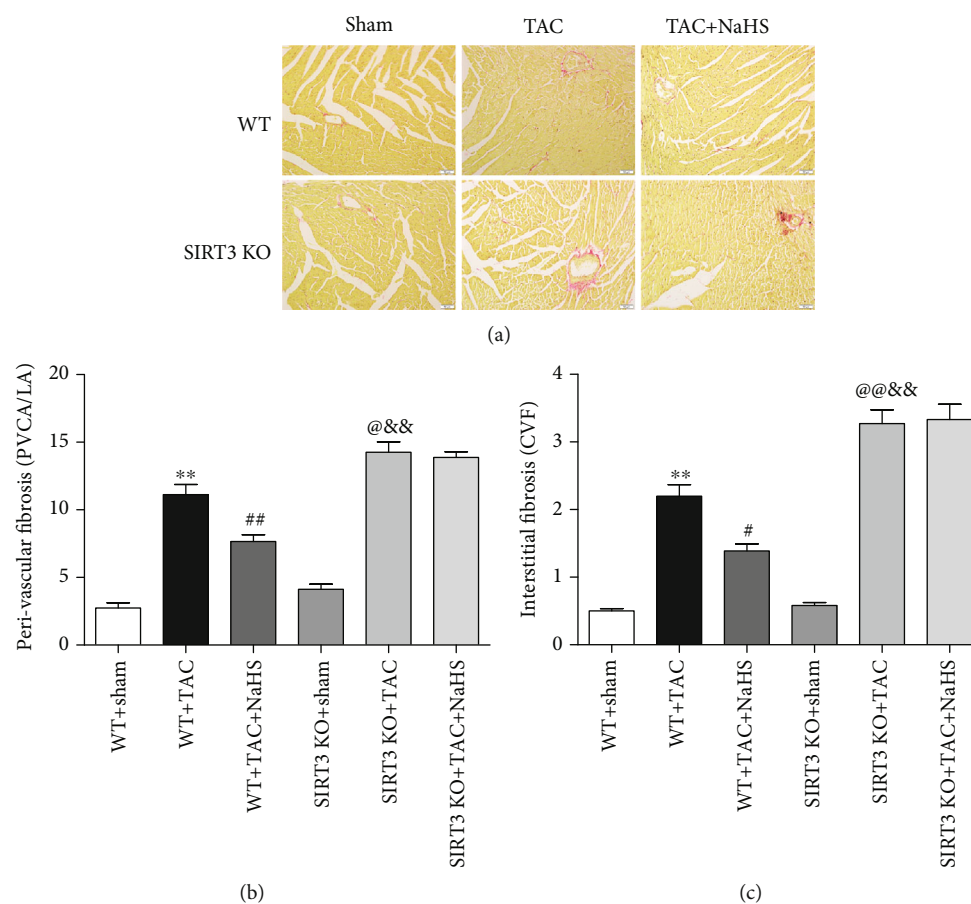 Sham
TAC
TAC+NaHS
WT
SIRT3 KO
(a)
Peri-vascular fibrosis (PVCA/LA)
20
15
10
5
0
**
##
@&&
WT+sham
WT+TAC
WT+TAC+NaHS
SIRT3 KO+sham
SIRT3 KO+TAC
SIRT3 KO+TAC+NaHS
(b)
Interstitial fibrosis (CVF)
4
3
2
1
0
**
#
@@&&
WT+sham
WT+TAC
WT+TAC+NaHS
SIRT3 KO+sham
SIRT3 KO+TAC
SIRT3 KO+TAC+NaHS
(c)